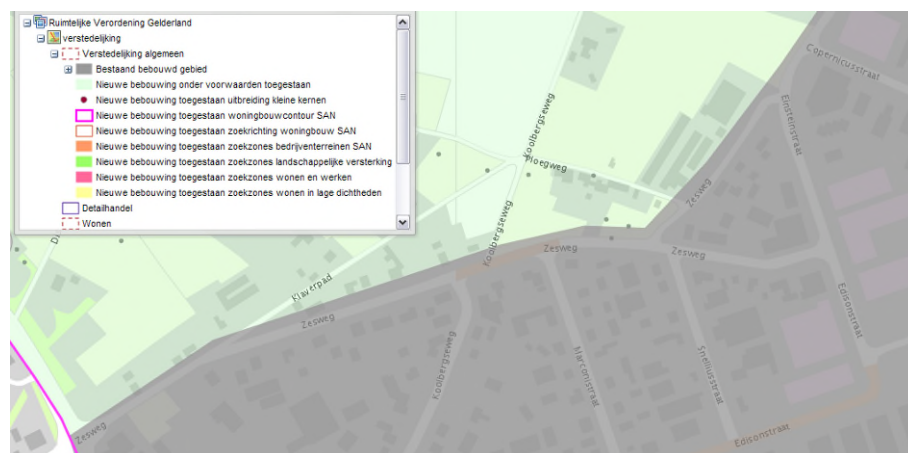 Ruimtelijke Verordening Gelderland
verstedelijking
Verstedelijking algemeen
Bestaand bebouwd gebied
Nieuwe bebouwing onder voorwaarden toegestaan
Nieuwe bebouwing toegestaan uitbreiding kleine kernen
Nieuwe bebouwing toegestaan woningbouwcontour SAN
Nieuwe bebouwing toegestaan zoekrichting woningbouw SAN
Nieuwe bebouwing toegestaan zoekzones bedrijventerreinen SAN
Nieuwe bebouwing toegestaan zoekzones landschappelijke versterking
Nieuwe bebouwing toegestaan zoekzones wonen en werken
Nieuwe bebouwing toegestaan zoekzones wonen in lage dichtheden
Detailhandel
Wonen
Copernicusstraat
Einsteinstraat
Koolbergseweg
Ploegweg
Zesweg
Koolbergseweg
Zesweg
Zesweg
Klaverpad
Zesweg
Edisonstraat
Koolbergseweg
Marconistraat
Snelliusstraat
Zesweg
Edisonstraat